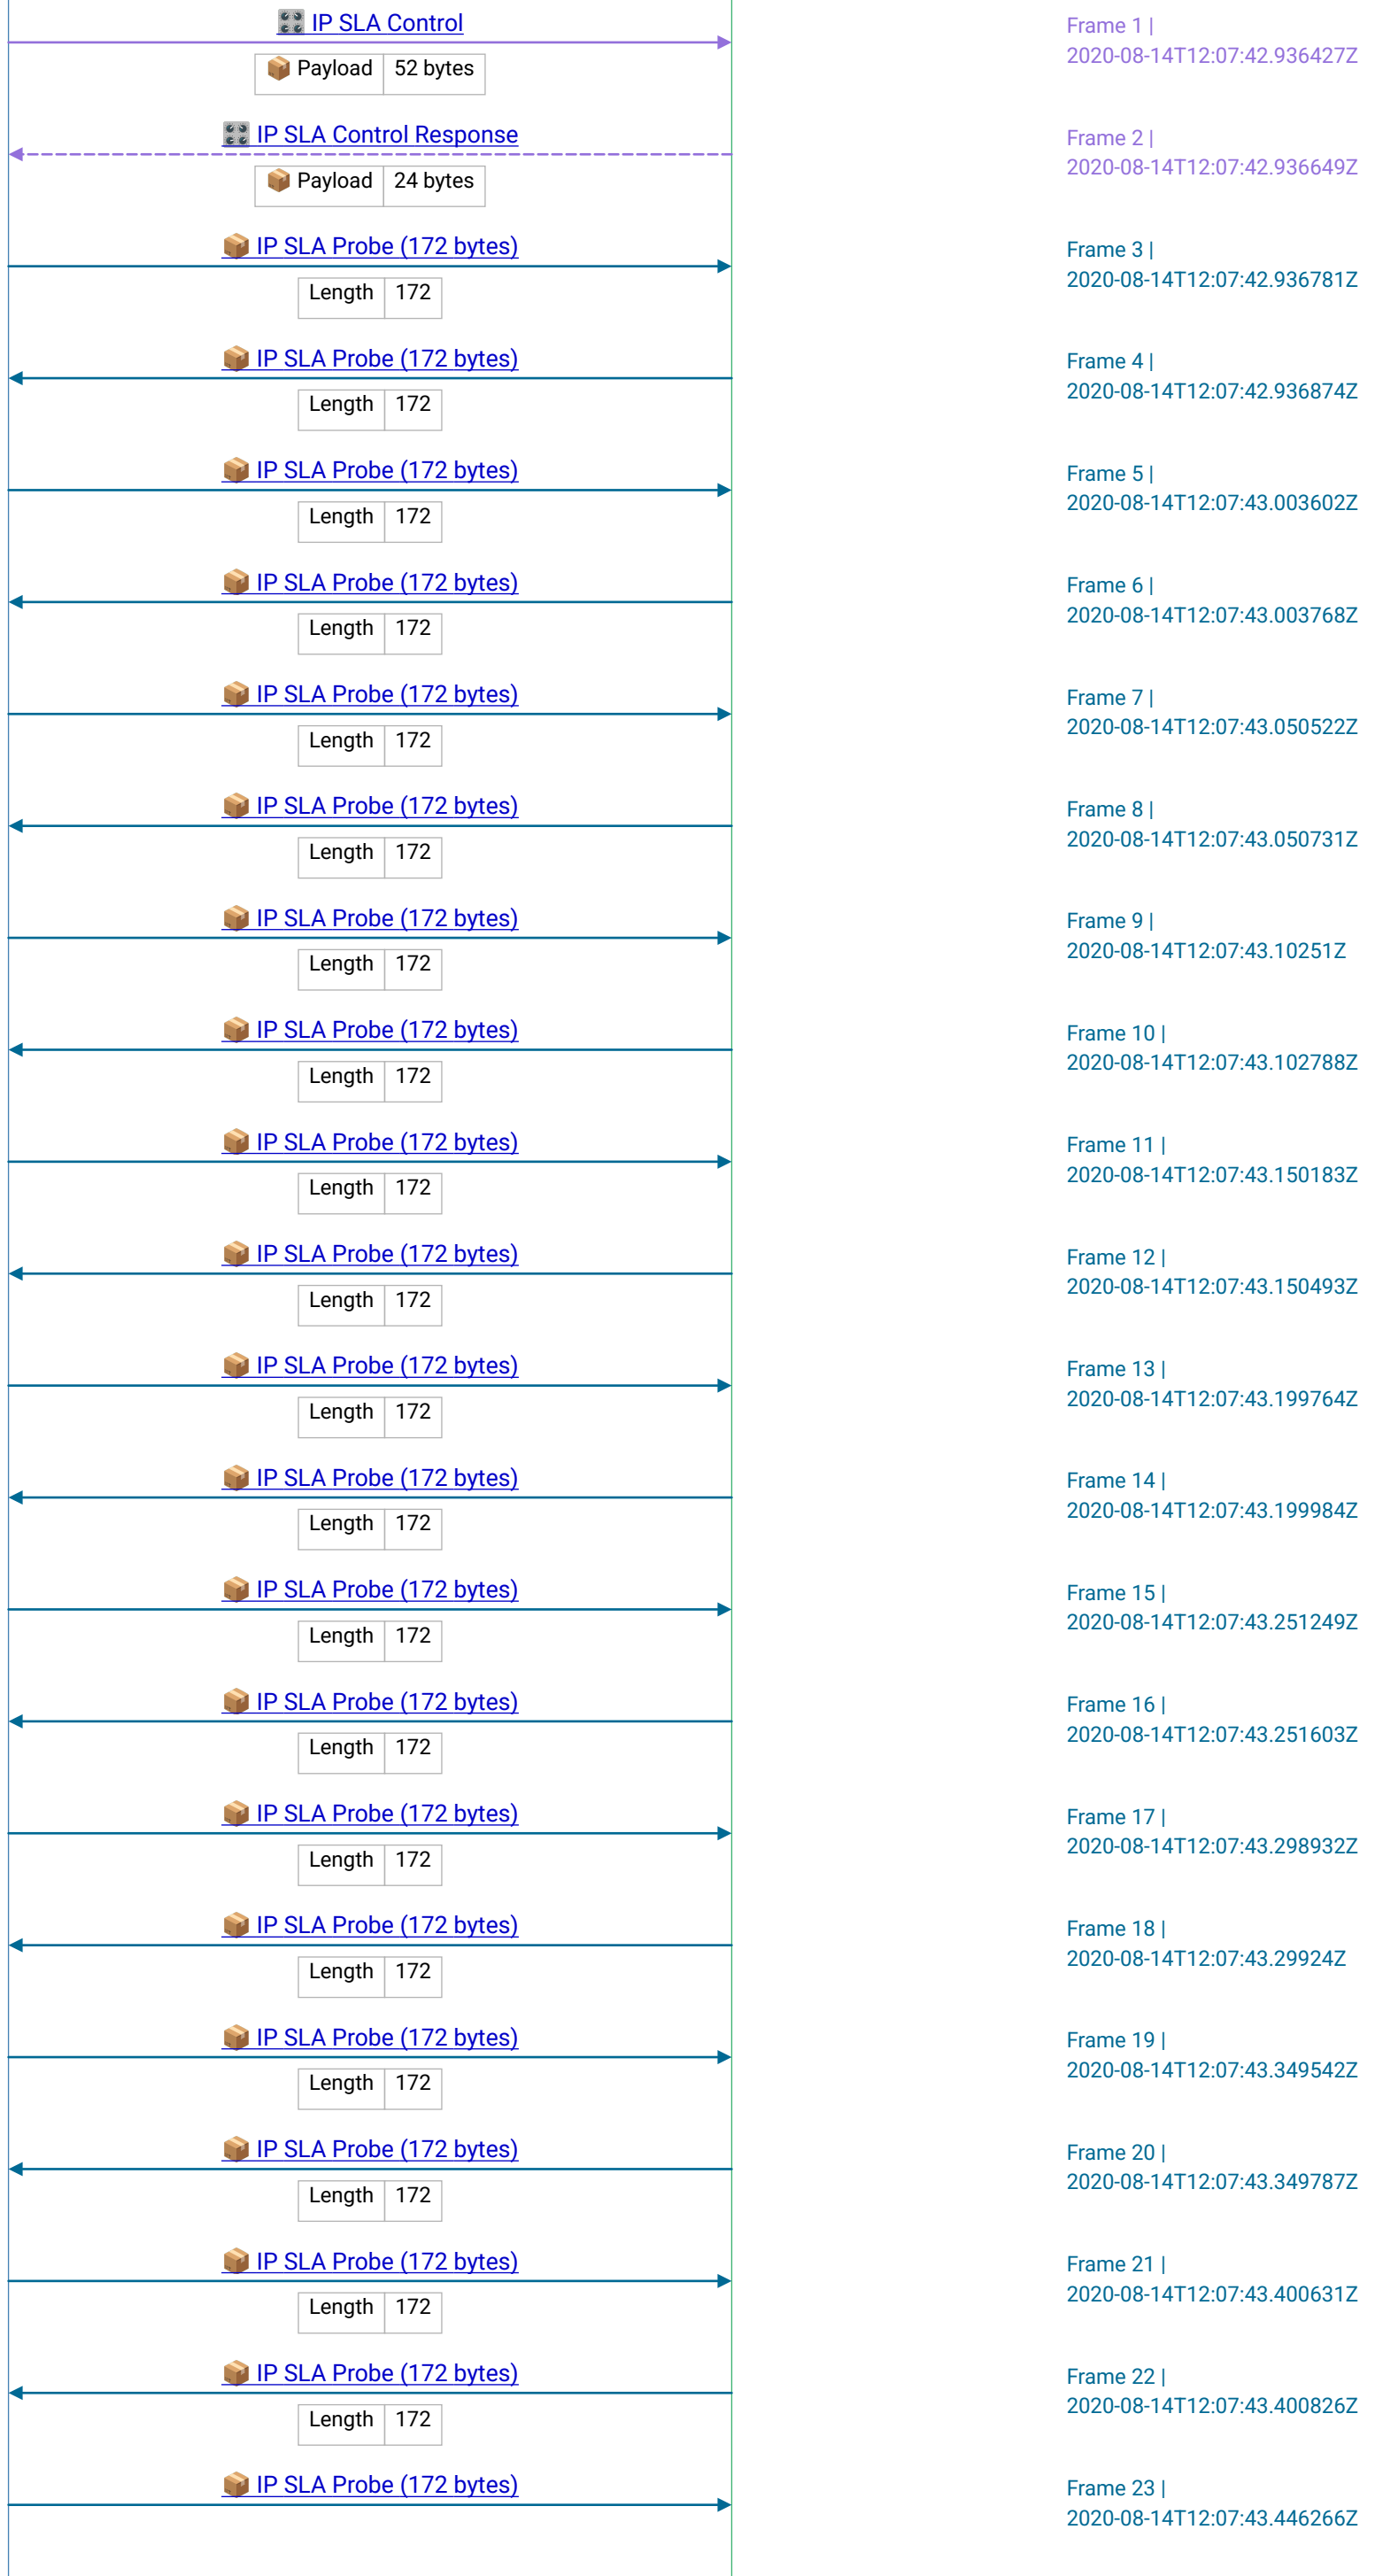 IP SLA Control
Frame 1 |
2020-08-14T12:07:42.936427Z
Payload 52 bytes
IP SLA Control Response
Frame 2 |
2020-08-14T12:07:42.936649Z
Payload 24 bytes
IP SLA Probe (172 bytes)
Frame 3 |
2020-08-14T12:07:42.936781Z
Length 172
IP SLA Probe (172 bytes)
Frame 4 |
2020-08-14T12:07:42.936874Z
Length 172
IP SLA Probe (172 bytes)
Frame 5 |
2020-08-14T12:07:43.003602Z
Length 172
IP SLA Probe (172 bytes)
Frame 6 |
2020-08-14T12:07:43.003768Z
Length 172
IP SLA Probe (172 bytes)
Frame 7 |
2020-08-14T12:07:43.050522Z
Length 172
IP SLA Probe (172 bytes)
Frame 8 |
2020-08-14T12:07:43.050731Z
Length 172
IP SLA Probe (172 bytes)
Frame 9 |
2020-08-14T12:07:43.10251Z
Length 172
IP SLA Probe (172 bytes)
Frame 10 |
2020-08-14T12:07:43.102788Z
Length 172
IP SLA Probe (172 bytes)
Frame 11 |
2020-08-14T12:07:43.150183Z
Length 172
IP SLA Probe (172 bytes)
Frame 12 |
2020-08-14T12:07:43.150493Z
Length 172
IP SLA Probe (172 bytes)
Frame 13 |
2020-08-14T12:07:43.199764Z
Length 172
IP SLA Probe (172 bytes)
Frame 14 |
2020-08-14T12:07:43.199984Z
Length 172
IP SLA Probe (172 bytes)
Frame 15 |
2020-08-14T12:07:43.251249Z
Length 172
IP SLA Probe (172 bytes)
Frame 16 |
2020-08-14T12:07:43.251603Z
Length 172
IP SLA Probe (172 bytes)
Frame 17 |
2020-08-14T12:07:43.298932Z
Length 172
IP SLA Probe (172 bytes)
Frame 18 |
2020-08-14T12:07:43.29924Z
Length 172
IP SLA Probe (172 bytes)
Frame 19 |
2020-08-14T12:07:43.349542Z
Length 172
IP SLA Probe (172 bytes)
Frame 20 |
2020-08-14T12:07:43.349787Z
Length 172
IP SLA Probe (172 bytes)
Frame 21 |
2020-08-14T12:07:43.400631Z
Length 172
IP SLA Probe (172 bytes)
Frame 22 |
2020-08-14T12:07:43.400826Z
Length 172
IP SLA Probe (172 bytes)
Frame 23 |
2020-08-14T12:07:43.446266Z